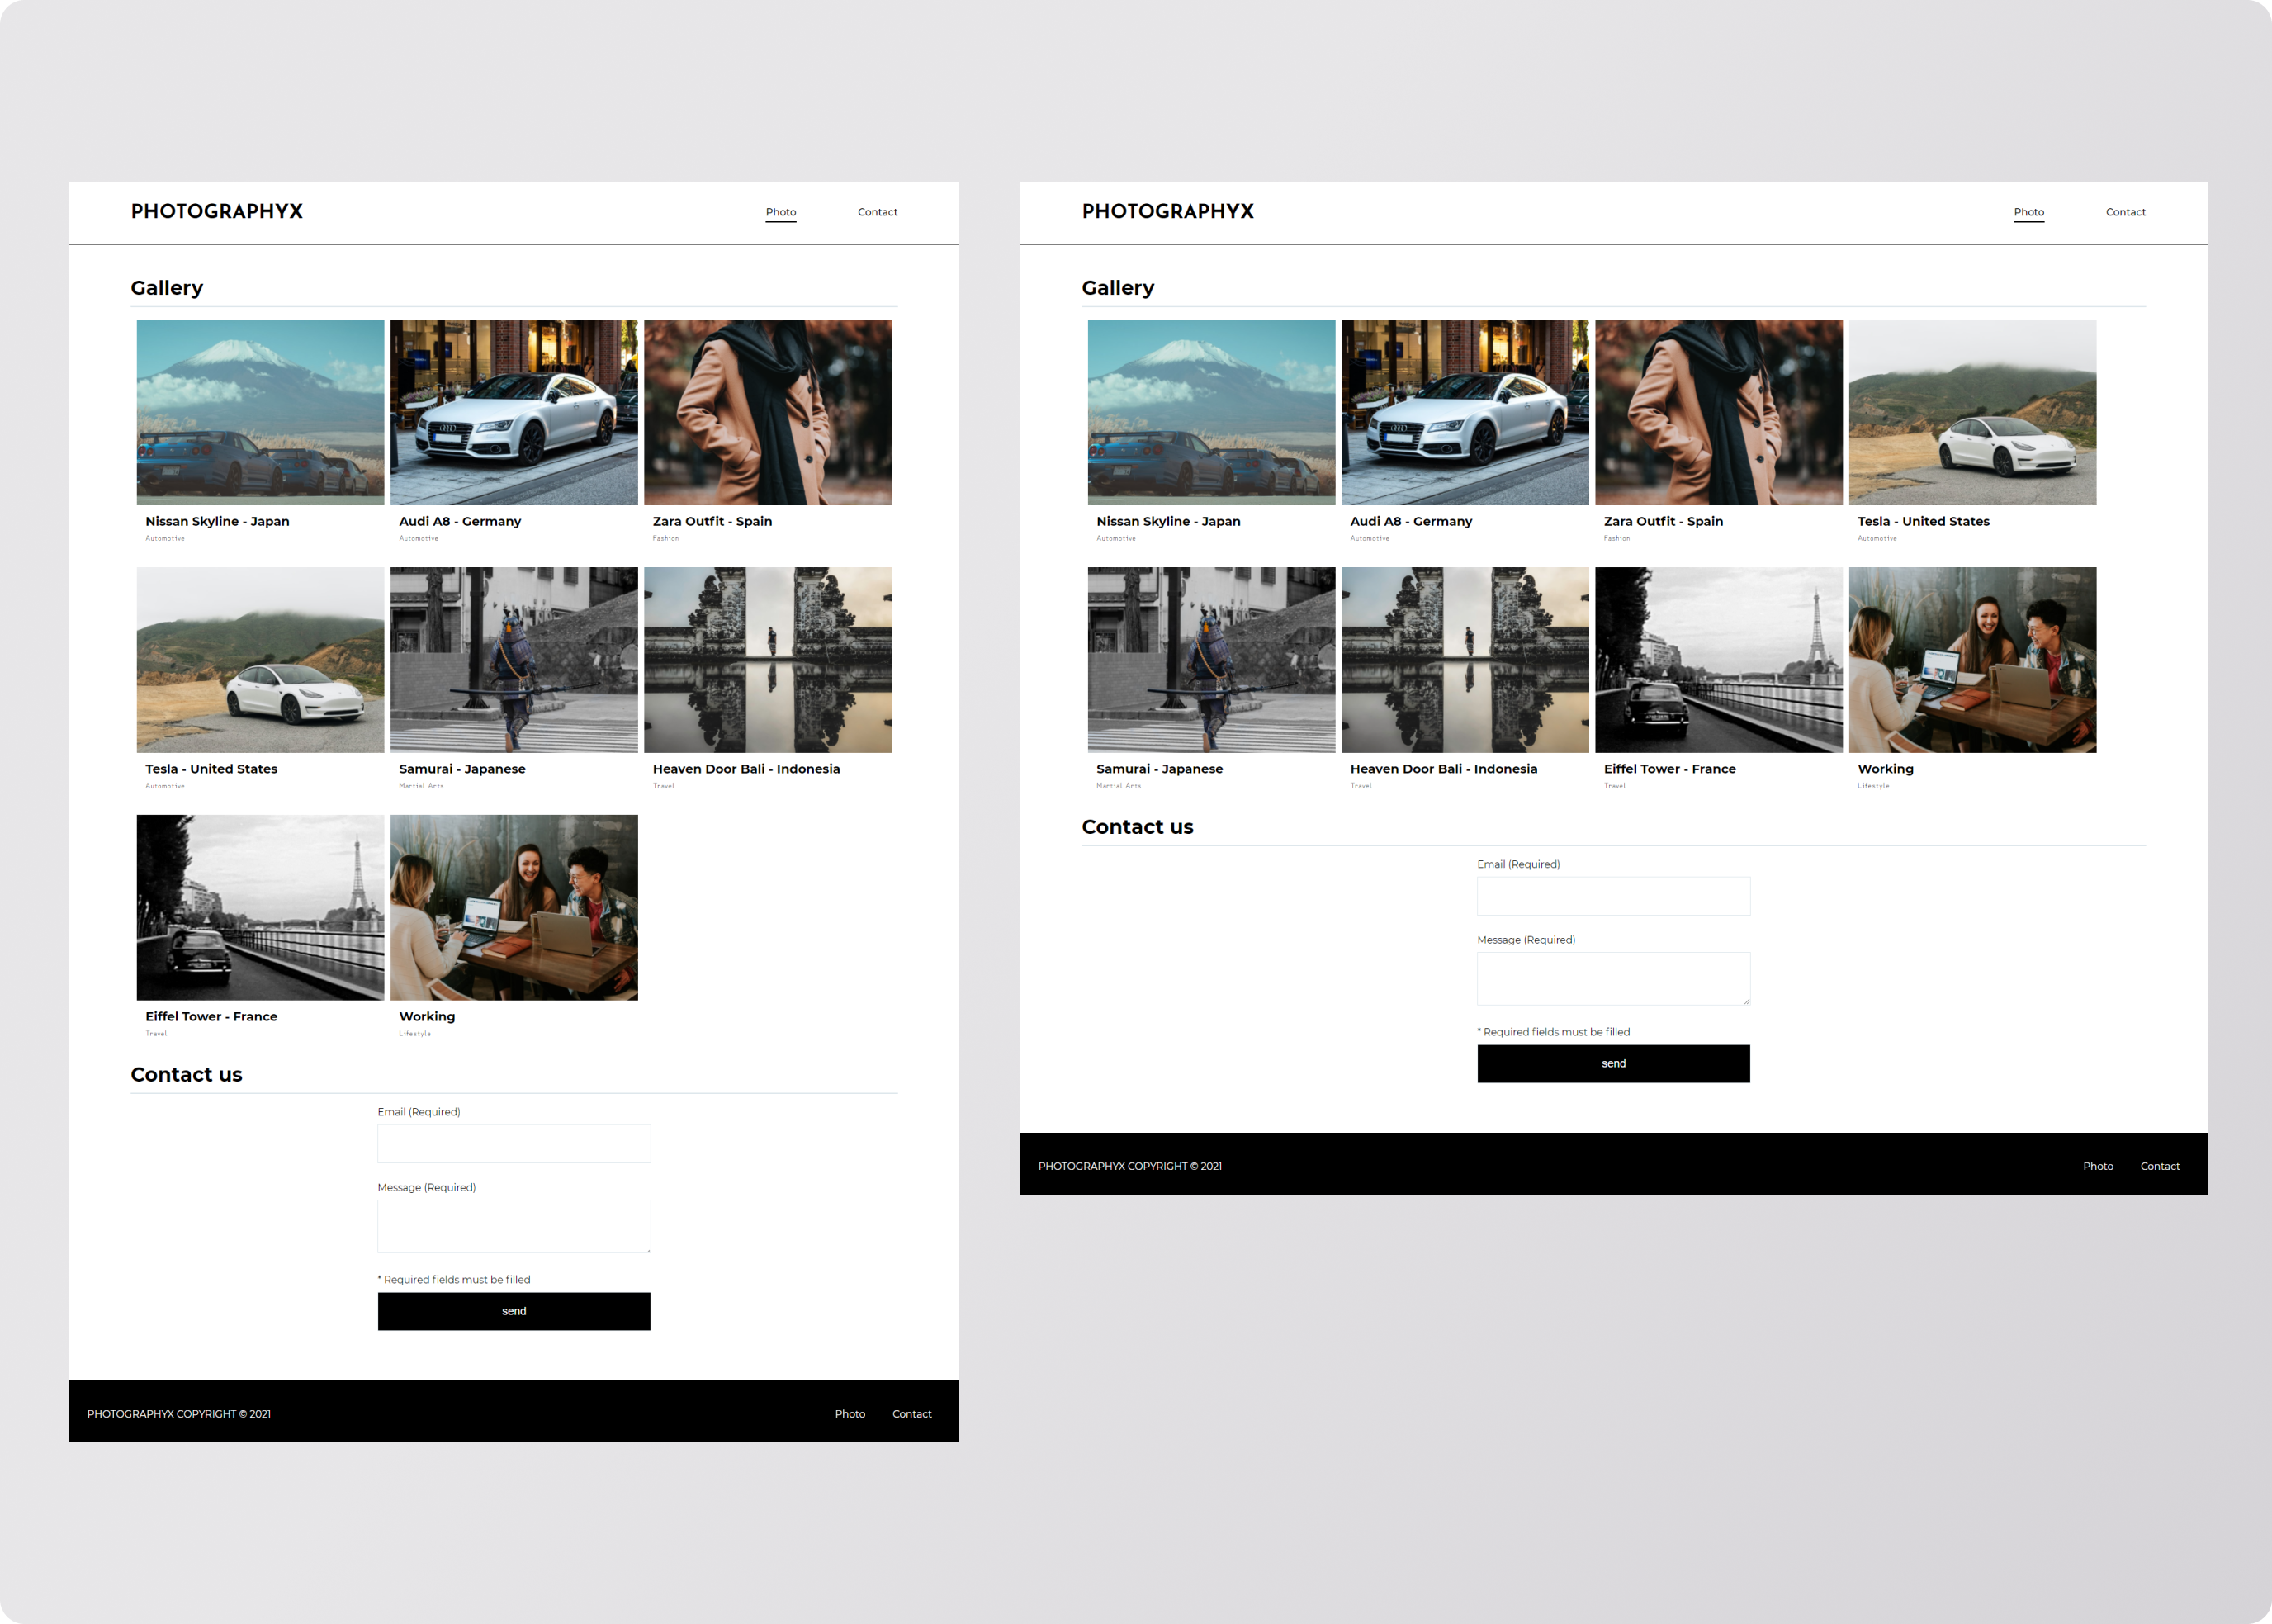 PHOTOGRAPHYX
Photo
Contact
Gallery
Nissan Skyline - Japan
Automotive
Audi A8 - Germany
Automotive
Zara Outfit - Spain
Fashion
Tesla - United States
Automotive
Samurai - Japanese
Martial Arts
Heaven Door Bali - Indonesia
Travel
Eiffel Tower - France
Travel
Working
Lifestyle
Contact us
Email (Required)
Message (Required)
* Required fields must be filled
send
PHOTOGRAPHYX COPYRIGHT © 2021
Photo
Contact
PHOTOGRAPHYX
Photo
Contact
Gallery
Nissan Skyline - Japan
Automotive
Audi A8 - Germany
Automotive
Zara Outfit - Spain
Fashion
Tesla - United States
Automotive
Samurai - Japanese
Martial Arts
Heaven Door Bali - Indonesia
Travel
Eiffel Tower - France
Travel
Working
Lifestyle
Contact us
Email (Required)
Message (Required)
* Required fields must be filled
send
PHOTOGRAPHYX COPYRIGHT © 2021
Photo
Contact